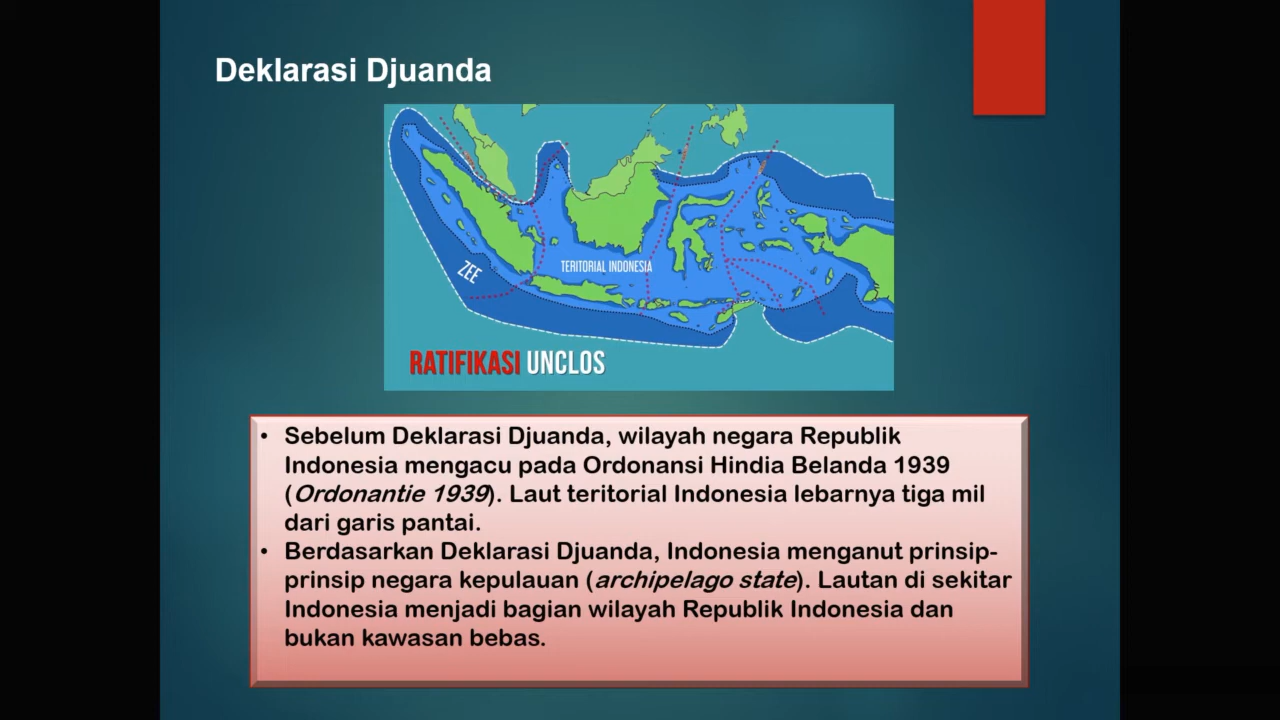 Deklarasi Djuanda
ZEE
TERITORIAL INDONESIA
RATIFIKASI UNCLOS
• Sebelum Deklarasi Djuanda, wilayah negara Republik
Indonesia mengacu pada Ordonansi Hindia Belanda 1939
(Ordonantie 1939). Laut teritorial Indonesia lebarnya tiga mil
dari garis pantai.
• Berdasarkan Deklarasi Djuanda, Indonesia menganut prinsip-
prinsip negara kepulauan (archipelago state). Lautan di sekitar
Indonesia menjadi bagian wilayah Republik Indonesia dan
bukan kawasan bebas.